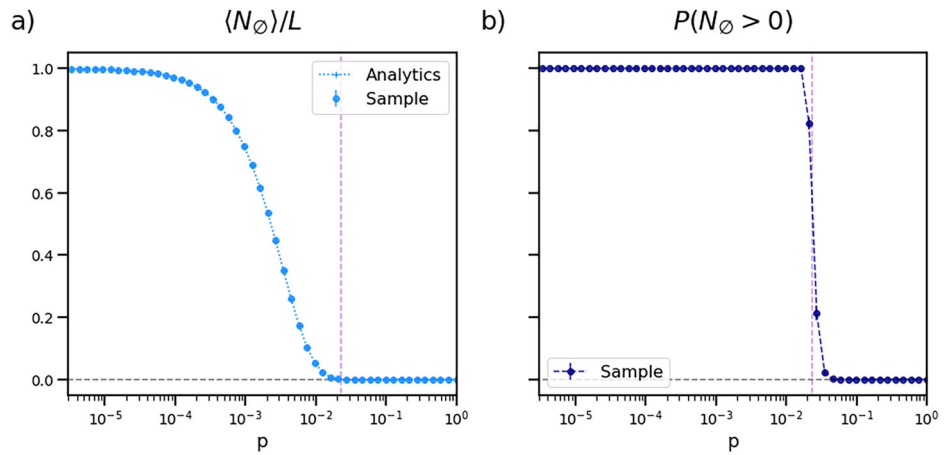 a) ⟨N∅⟩/L
1.0
0.8
0.6
0.4
0.2
0.0
Analytics
Sample
10⁻⁵ 10⁻⁴ 10⁻³ 10⁻² 10⁻¹ 10⁰
p
b) P(N∅ > 0)
Sample
10⁻⁵ 10⁻⁴ 10⁻³ 10⁻² 10⁻¹ 10⁰
p